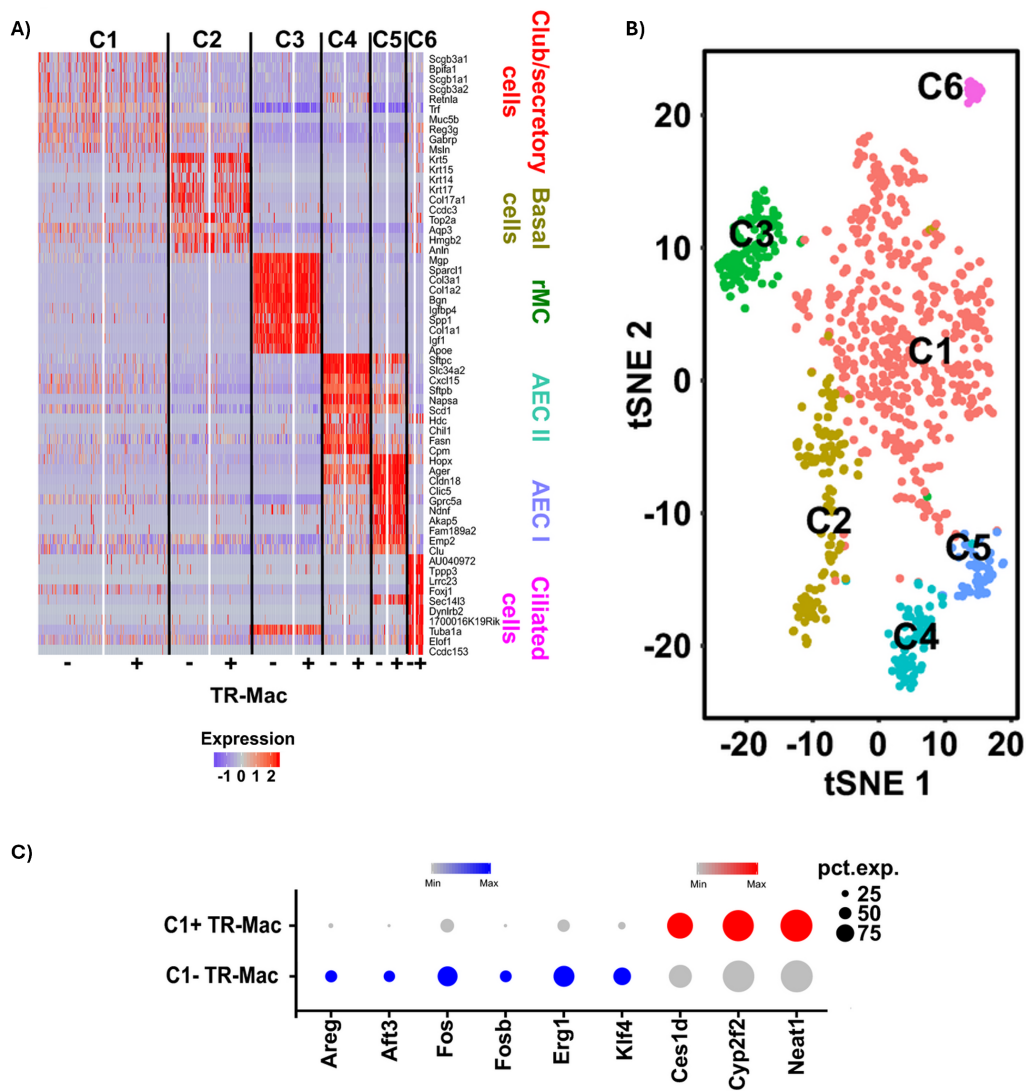 A)
C1 C2 C3 C4 C5 C6
Scgb3a1
Bpifa1
Scgb1a1
Scgb3a2
Retnla
Trf
Muc5b
Reg3g
Gabrp
Msln
Krt5
Krt15
Krt14
Krt17
Col17a1
Ccdc3
Top2a
Aqp3
Hmgb2
Anln
Mgp
Sparcl1
Col3a1
Col1a2
Bgn
Igfbp4
Spp1
Col1a1
Igf1
Apoe
Sftpc
Slc34a2
Cxcl15
Sftpb
Napsa
Scd1
Hdc
Chil1
Fasn
Cpm
Hopx
Ager
Cldn18
Clic5
Gprc5a
Ndnf
Akap5
Fam189a2
Emp2
Clu
AU040972
Tppp3
Lrrc23
Foxj1
Sec14l3
Dynlrb2
1700016K19Rik
Tuba1a
Elof1
Ccdc153
Club/secretory
cells
Basal
cells
rMC
AEC II
AEC I
Ciliated
cells
- + - + - + - + - + - +
TR-Mac
Expression
-1 0 1 2
B)
tSNE 2
20
10
0
-10
-20
C6
C3
C1
C2
C5
C4
-20 -10 0 10 20
tSNE 1
C)
Min Max
Min Max
pct.exp.
25
50
75
C1+ TR-Mac
C1- TR-Mac
Areg
Aft3
Fos
Fosb
Erg1
Klf4
Ces1d
Cyp2f2
Neat1